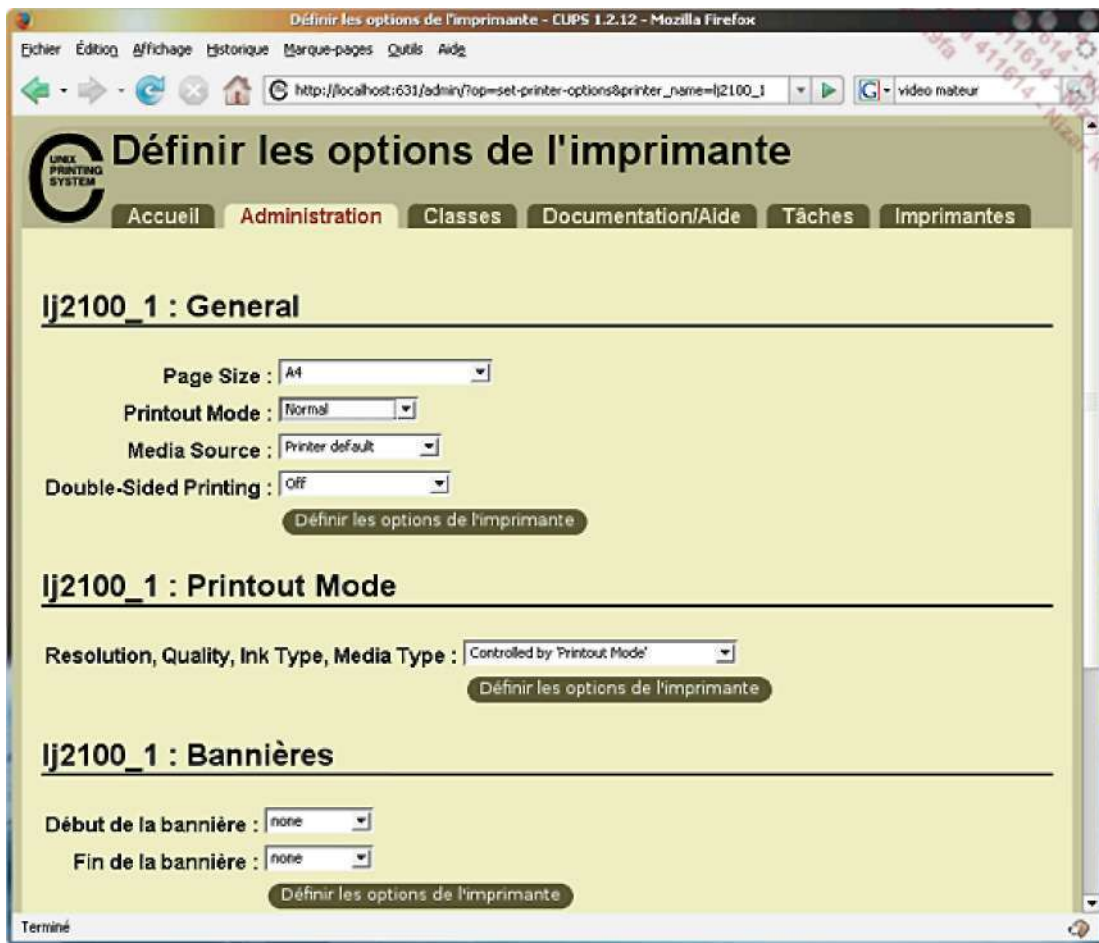 Définir les options de l'imprimante - CUPS 1.2.12 - Mozilla Firefox
Fichier Édition Affichage Historique Marque-pages Outils Aide
http://localhost:631/admin/?op=set-printer-options&printer_name=lj2100_1
G video mateur
UNIX PRINTING SYSTEM
Définir les options de l'imprimante
Accueil Administration Classes Documentation/Aide Tâches Imprimantes
lj2100_1 : General
Page Size : A4
Printout Mode : Normal
Media Source : Printer default
Double-Sided Printing : Off
Définir les options de l'imprimante
lj2100_1 : Printout Mode
Resolution, Quality, Ink Type, Media Type : Controlled by 'Printout Mode'
Définir les options de l'imprimante
lj2100_1 : Bannières
Début de la bannière : none
Fin de la bannière : none
Définir les options de l'imprimante
Terminé